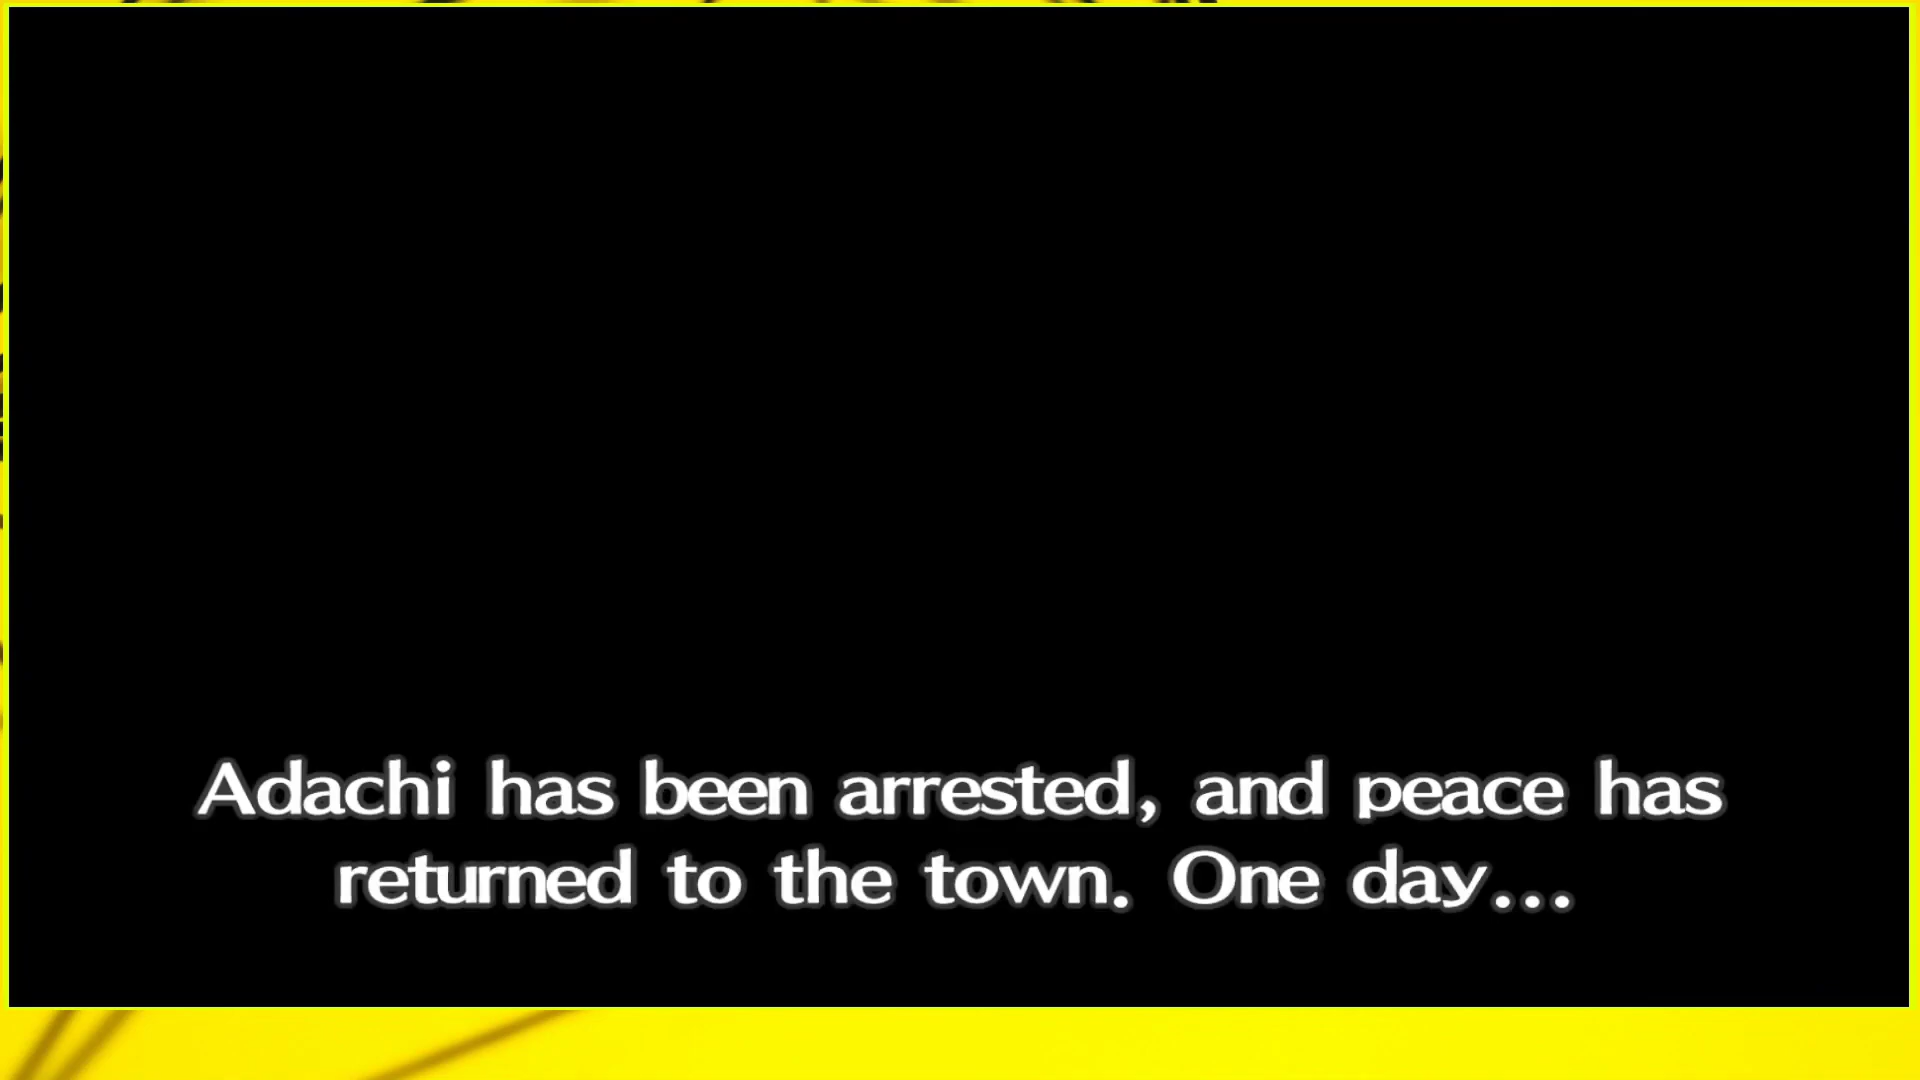 Adachi has been arrested, and peace has
returned to the town. One day...